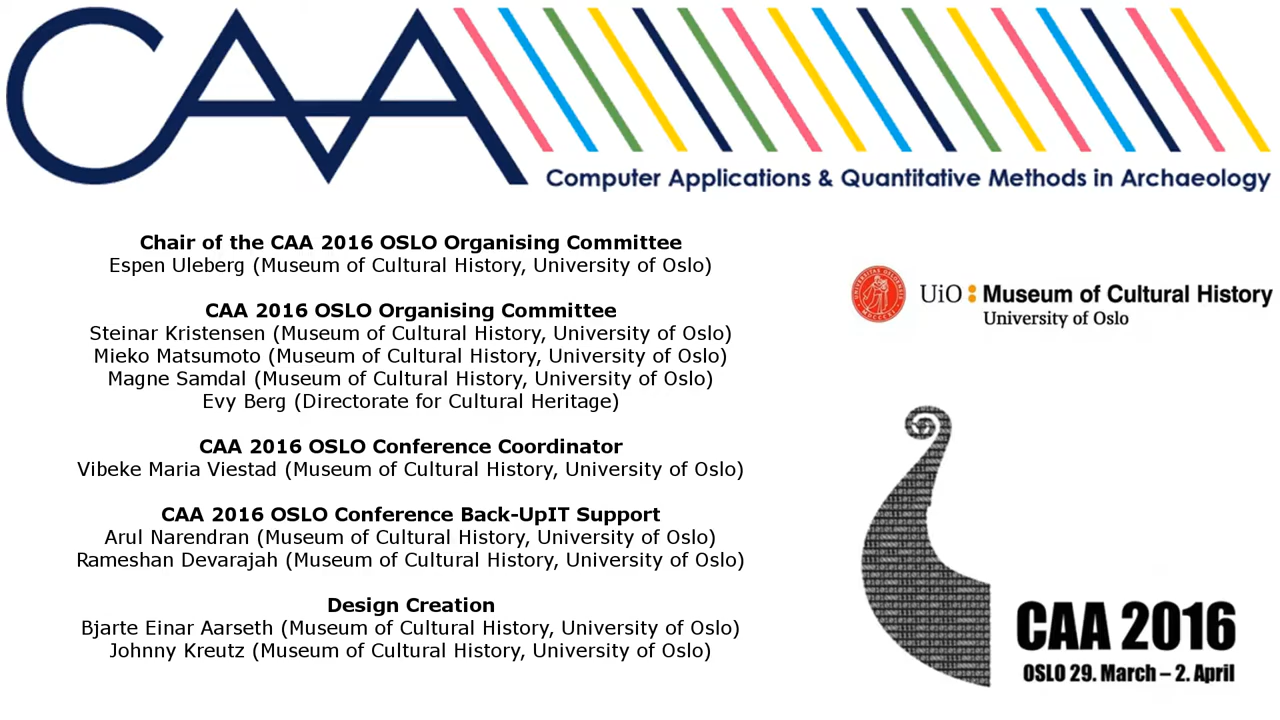 CAA
Computer Applications & Quantitative Methods in Archaeology
Chair of the CAA 2016 OSLO Organising Committee
Espen Uleberg (Museum of Cultural History, University of Oslo)
CAA 2016 OSLO Organising Committee
Steinar Kristensen (Museum of Cultural History, University of Oslo)
Mieko Matsumoto (Museum of Cultural History, University of Oslo)
Magne Samdal (Museum of Cultural History, University of Oslo)
Evy Berg (Directorate for Cultural Heritage)
CAA 2016 OSLO Conference Coordinator
Vibeke Maria Viestad (Museum of Cultural History, University of Oslo)
CAA 2016 OSLO Conference Back-UpIT Support
Arul Narendran (Museum of Cultural History, University of Oslo)
Rameshan Devarajah (Museum of Cultural History, University of Oslo)
Design Creation
Bjarte Einar Aarseth (Museum of Cultural History, University of Oslo)
Johnny Kreutz (Museum of Cultural History, University of Oslo)
UiO : Museum of Cultural History
University of Oslo
CAA 2016
OSLO 29. March – 2. April